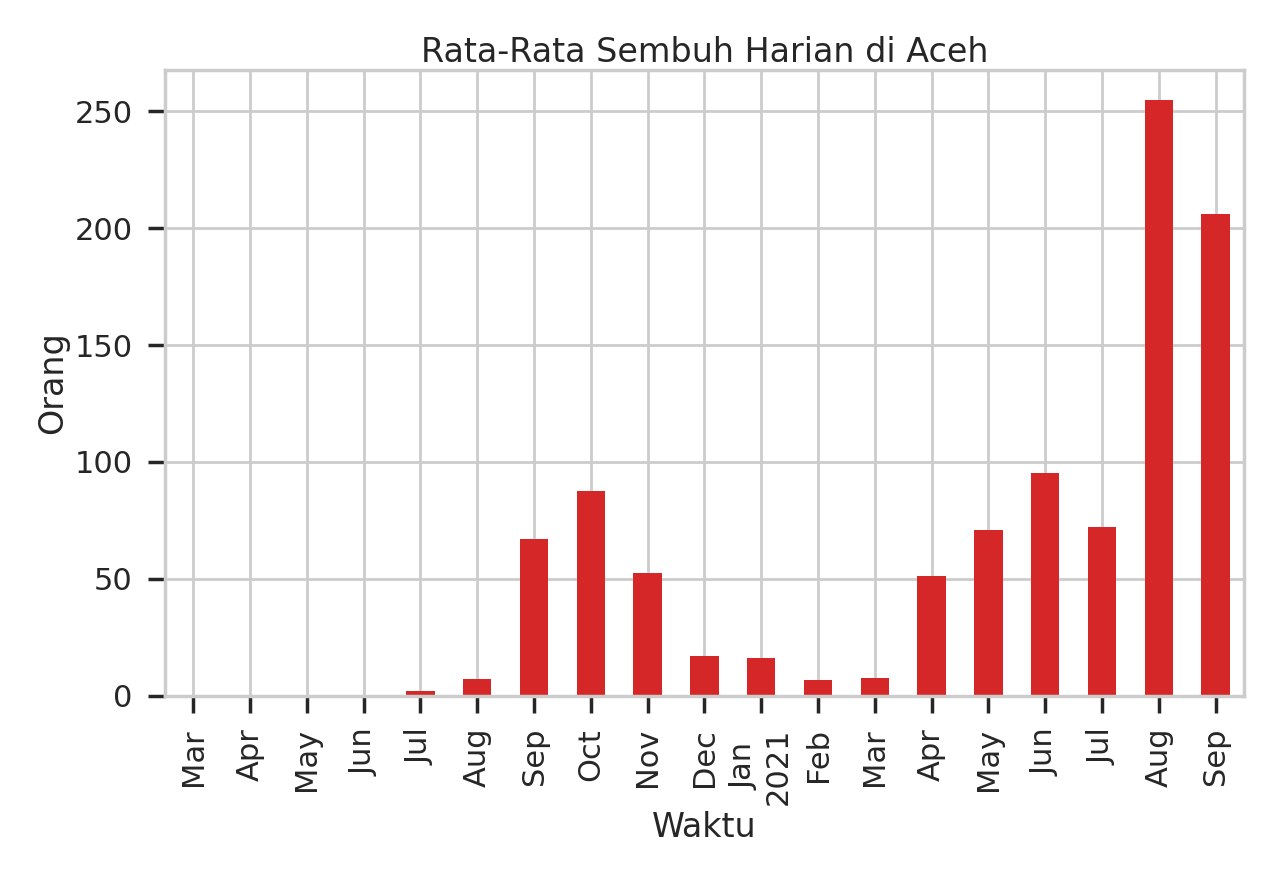 Rata-Rata Sembuh Harian di Aceh
250
200
150
100
50
0
Orang
Mar
Apr
May
Jun
Jul
Aug
Sep
Oct
Nov
Dec
Jan
2021
Feb
Mar
Apr
May
Jun
Jul
Aug
Sep
Waktu